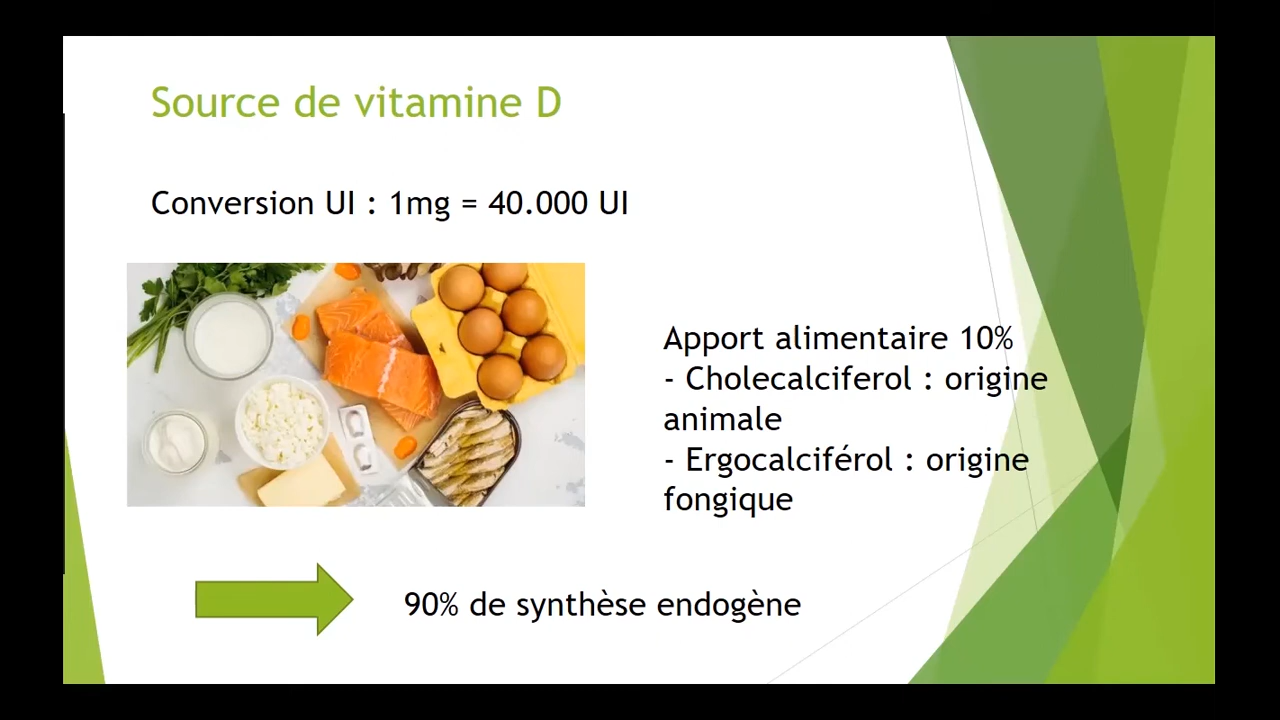 Source de vitamine D
Conversion UI : 1mg = 40.000 UI
Apport alimentaire 10%
- Cholecalciferol : origine
animale
- Ergocalciférol : origine
fongique
90% de synthèse endogène